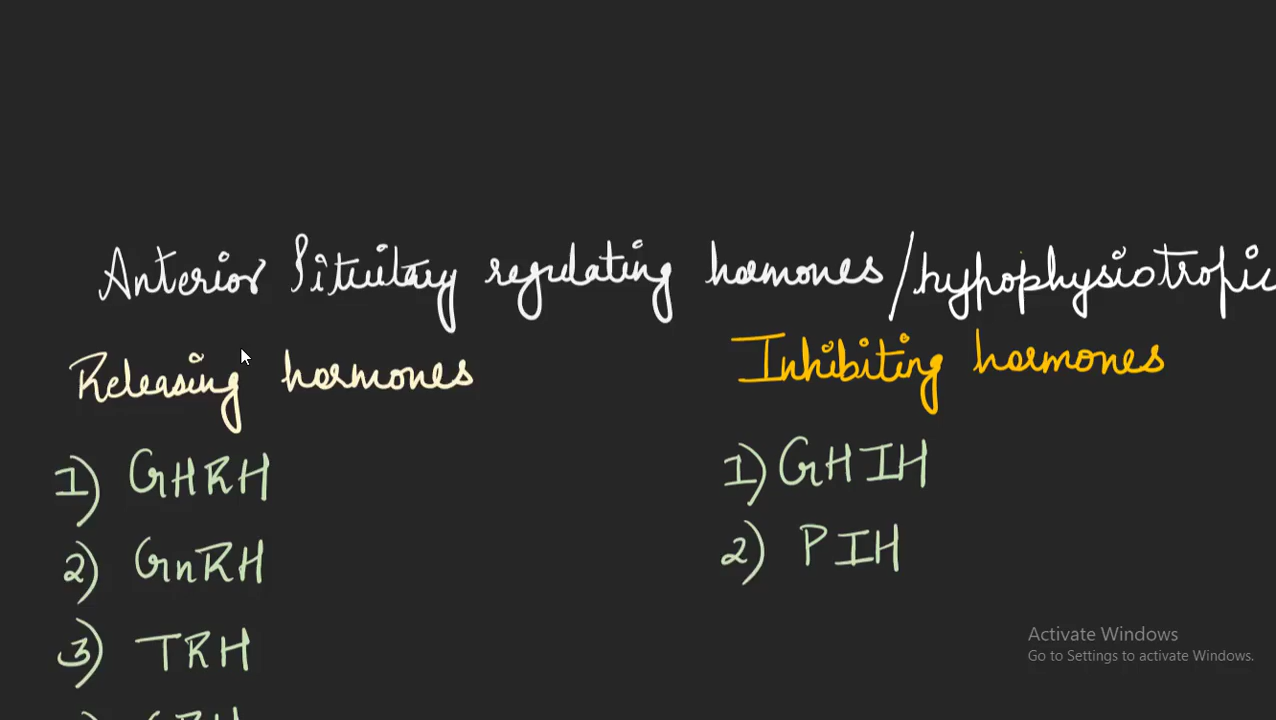 Anterior Pituitary regulating hormones/hypophysiotropic
Releasing hormones
Inhibiting hormones
1) GHRH
2) GnRH
3) TRH
1) GHIH
2) PIH
Activate Windows
Go to Settings to activate Windows.